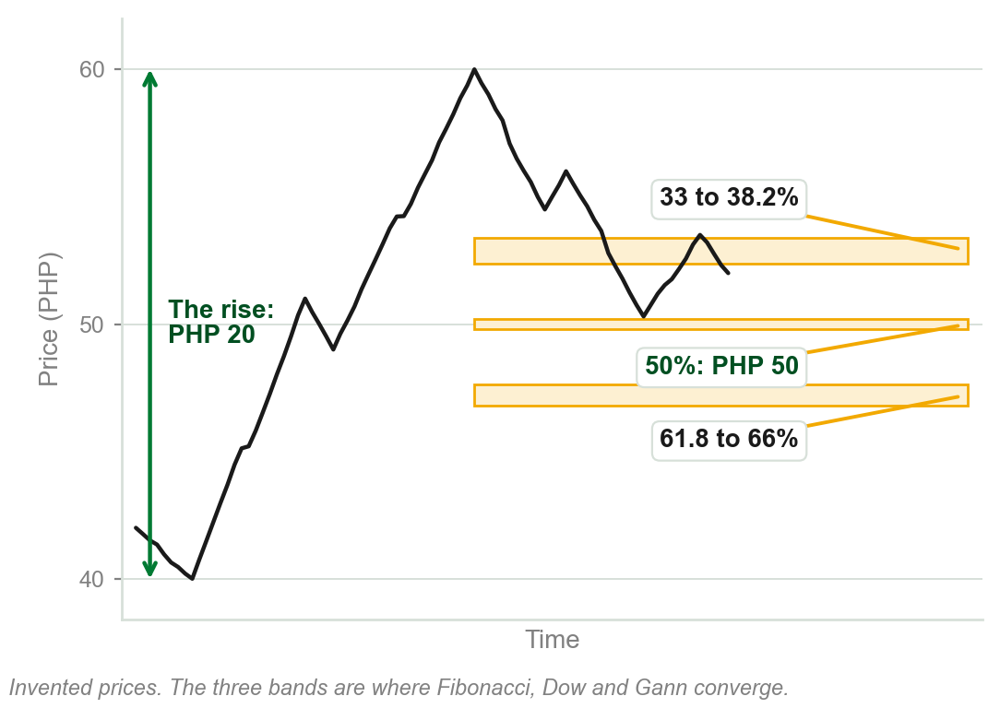 60
33 to 38.2%
The rise:
PHP 20
50
50%: PHP 50
61.8 to 66%
40
Price (PHP)
Time
Invented prices. The three bands are where Fibonacci, Dow and Gann converge.